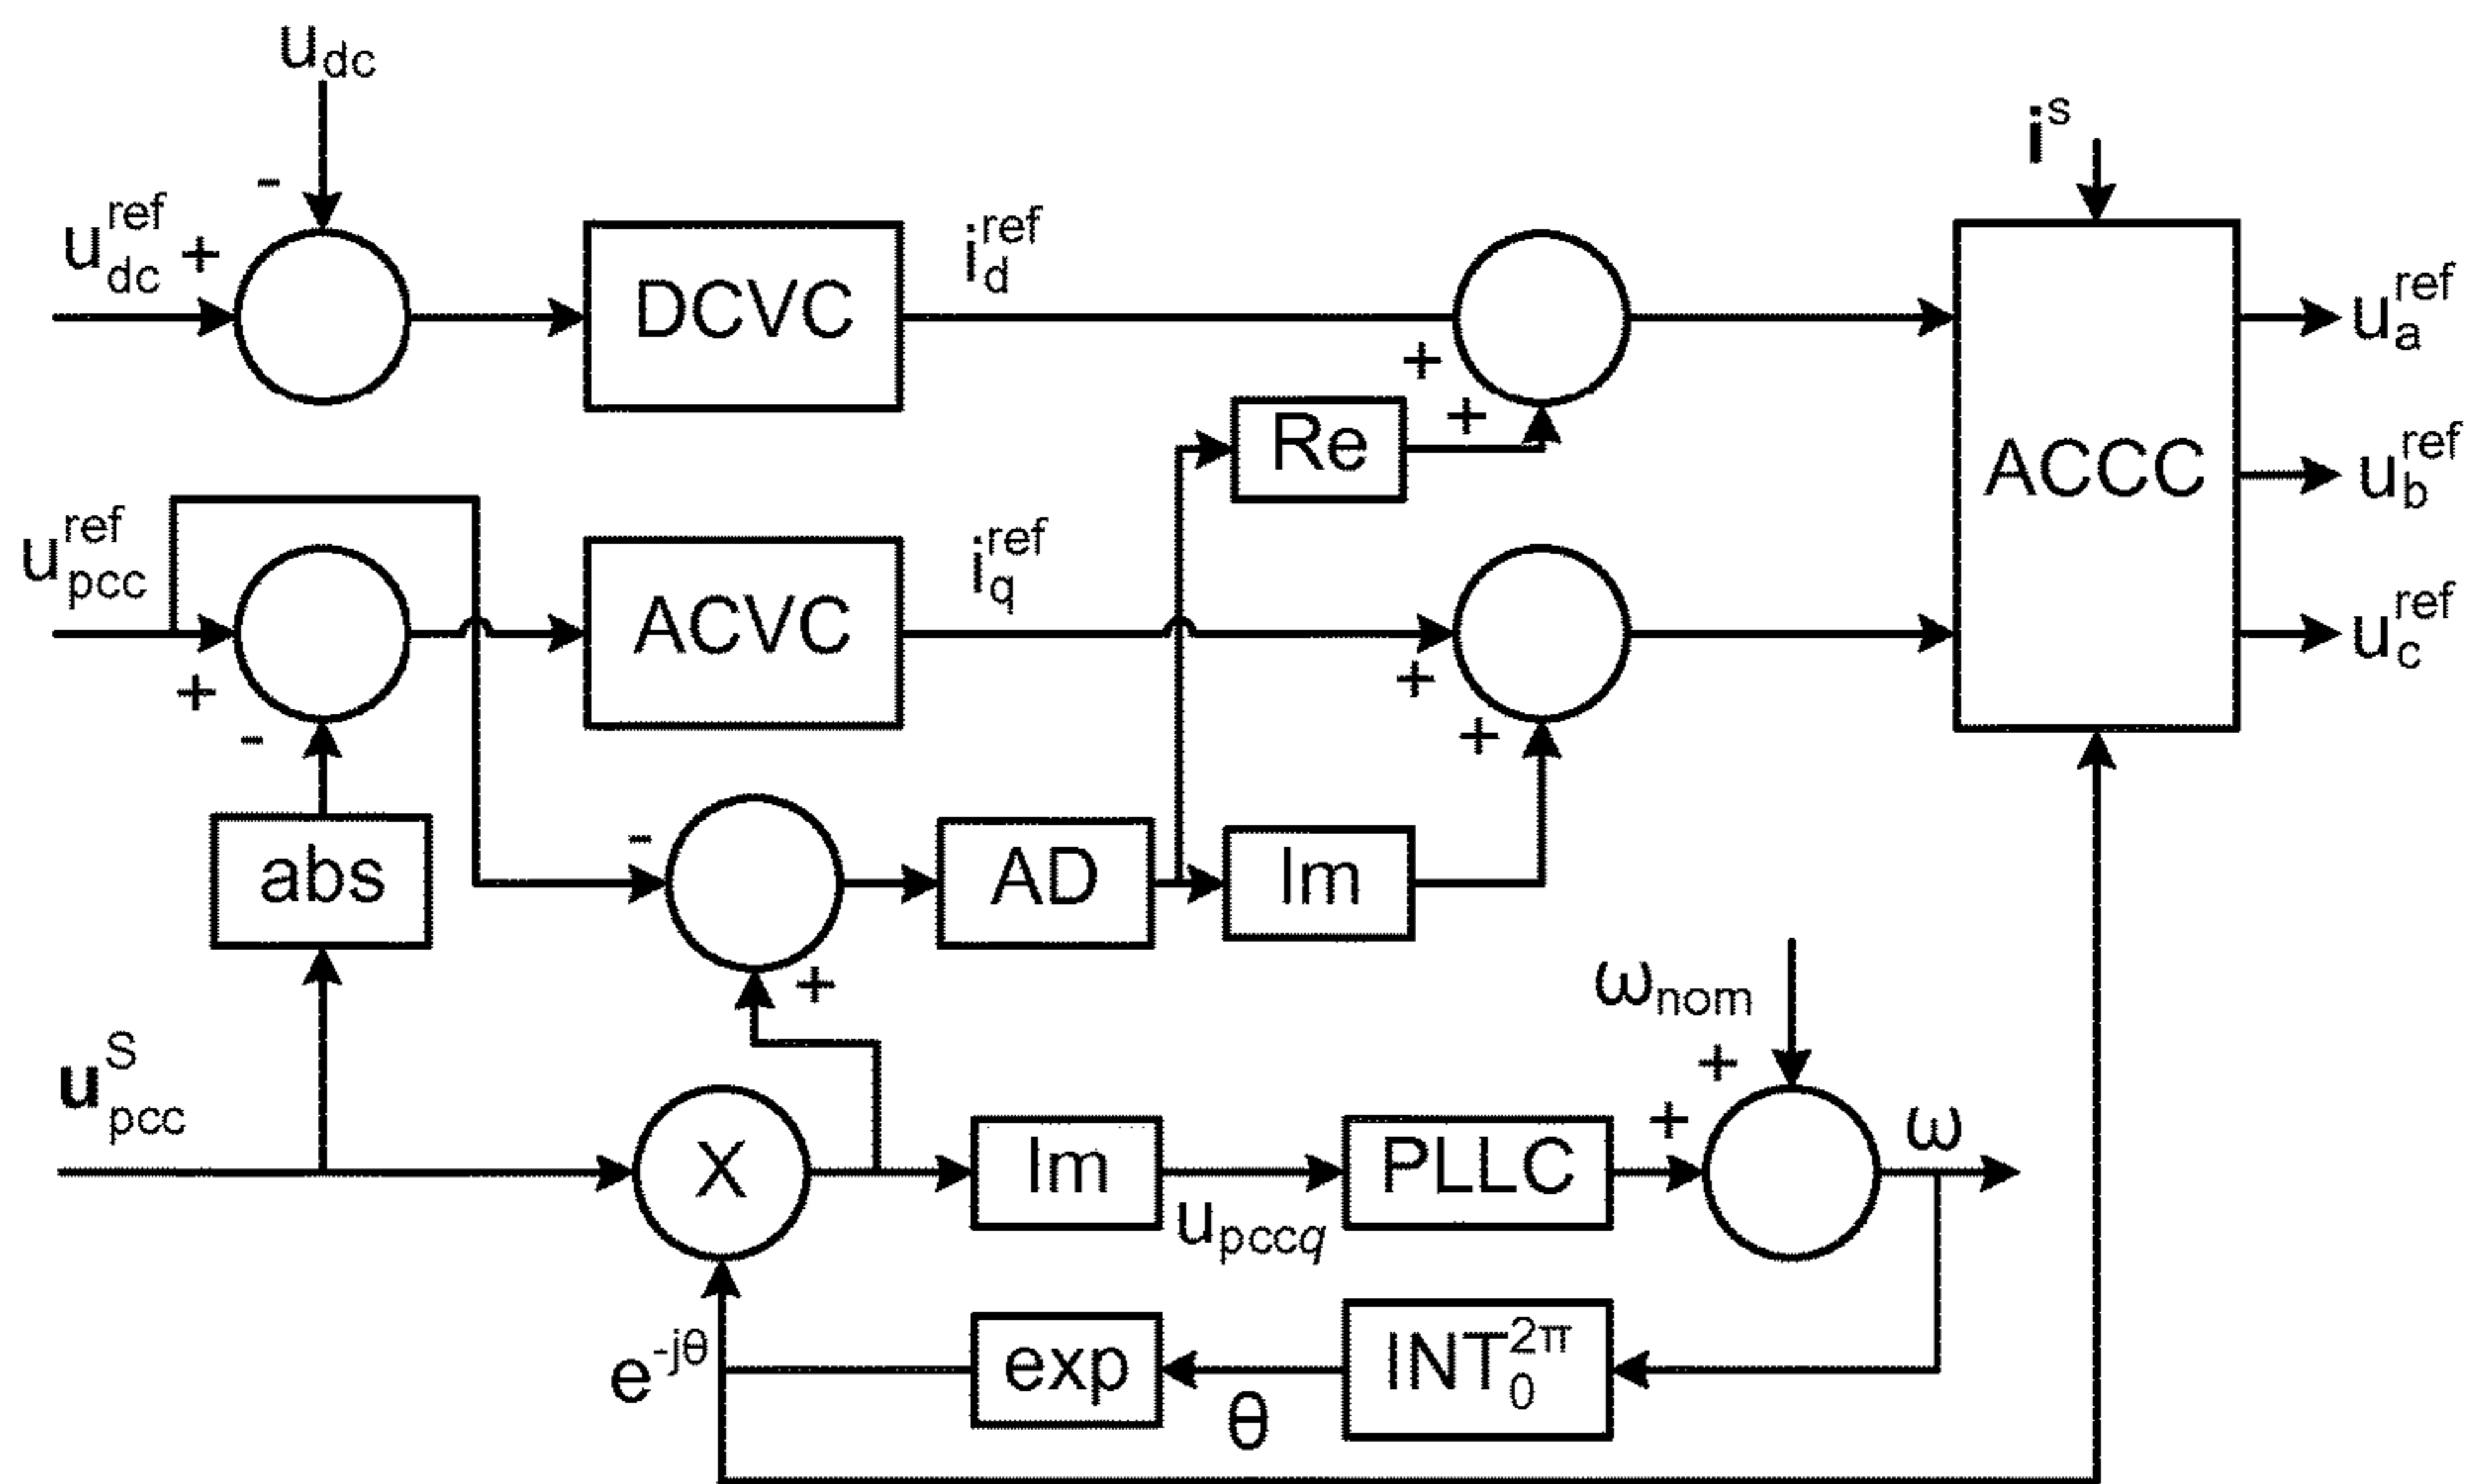 u_dc
-
u_dc^ref +
DCVC
i_d^ref
+
+
Re
i^s
ACCC
u_a^ref
u_b^ref
u_c^ref
u_pcc^ref
+
-
ACVC
i_q^ref
+
+
abs
-
+
AD
Im
ω_nom
+
+
ω
u_pcc^S
X
Im
u_pccq
PLLC
e^-jθ
exp
θ
INT_0^2π